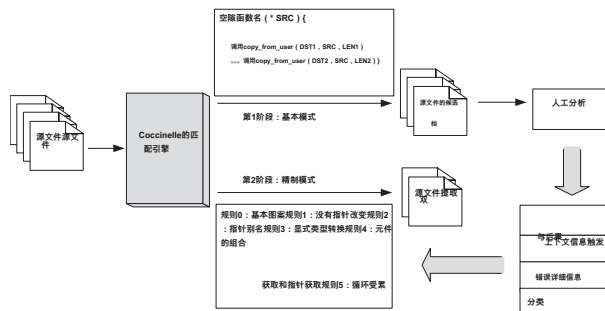 空隙函数名 ( * SRC ) {
调用copy_from_user ( DST1 , SRC , LEN1 )
。。。调用copy_from_user ( DST2 , SRC , LEN2 ) }
源文件源文
件
Coccinelle的匹
配引擎
第1阶段：基本模式
源文件的候选
档
人工分析
第2阶段：精制模式
源文件提取
双
规则0：基本图案规则1：没有指针改变规则2
：指针别名规则3：显式类型转换规则4：元件
的组合
获取和指针获取规则5：循环受累
与后果
上下文信息触发
错误详细信息
分类